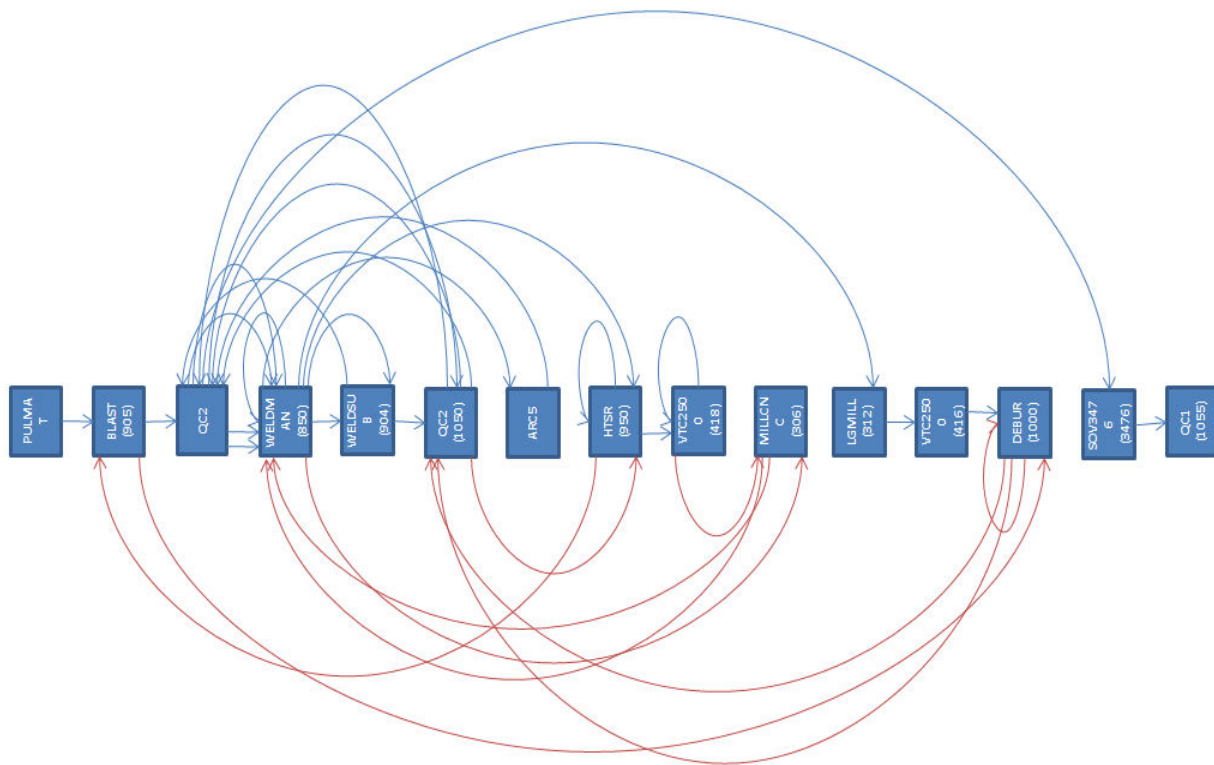 PULMA
T
BLAST
(905)
QC2
WELDM
AN
(850)
WELDSU
B
(904)
QC2
(1050)
ARC5
HTSR
(950)
VTC250
0
(418)
MILLCN
C
(306)
LGMILL
(312)
VTC250
0
(416)
DEBUR
(1000)
SOV347
6
(3476)
QC1
(1055)